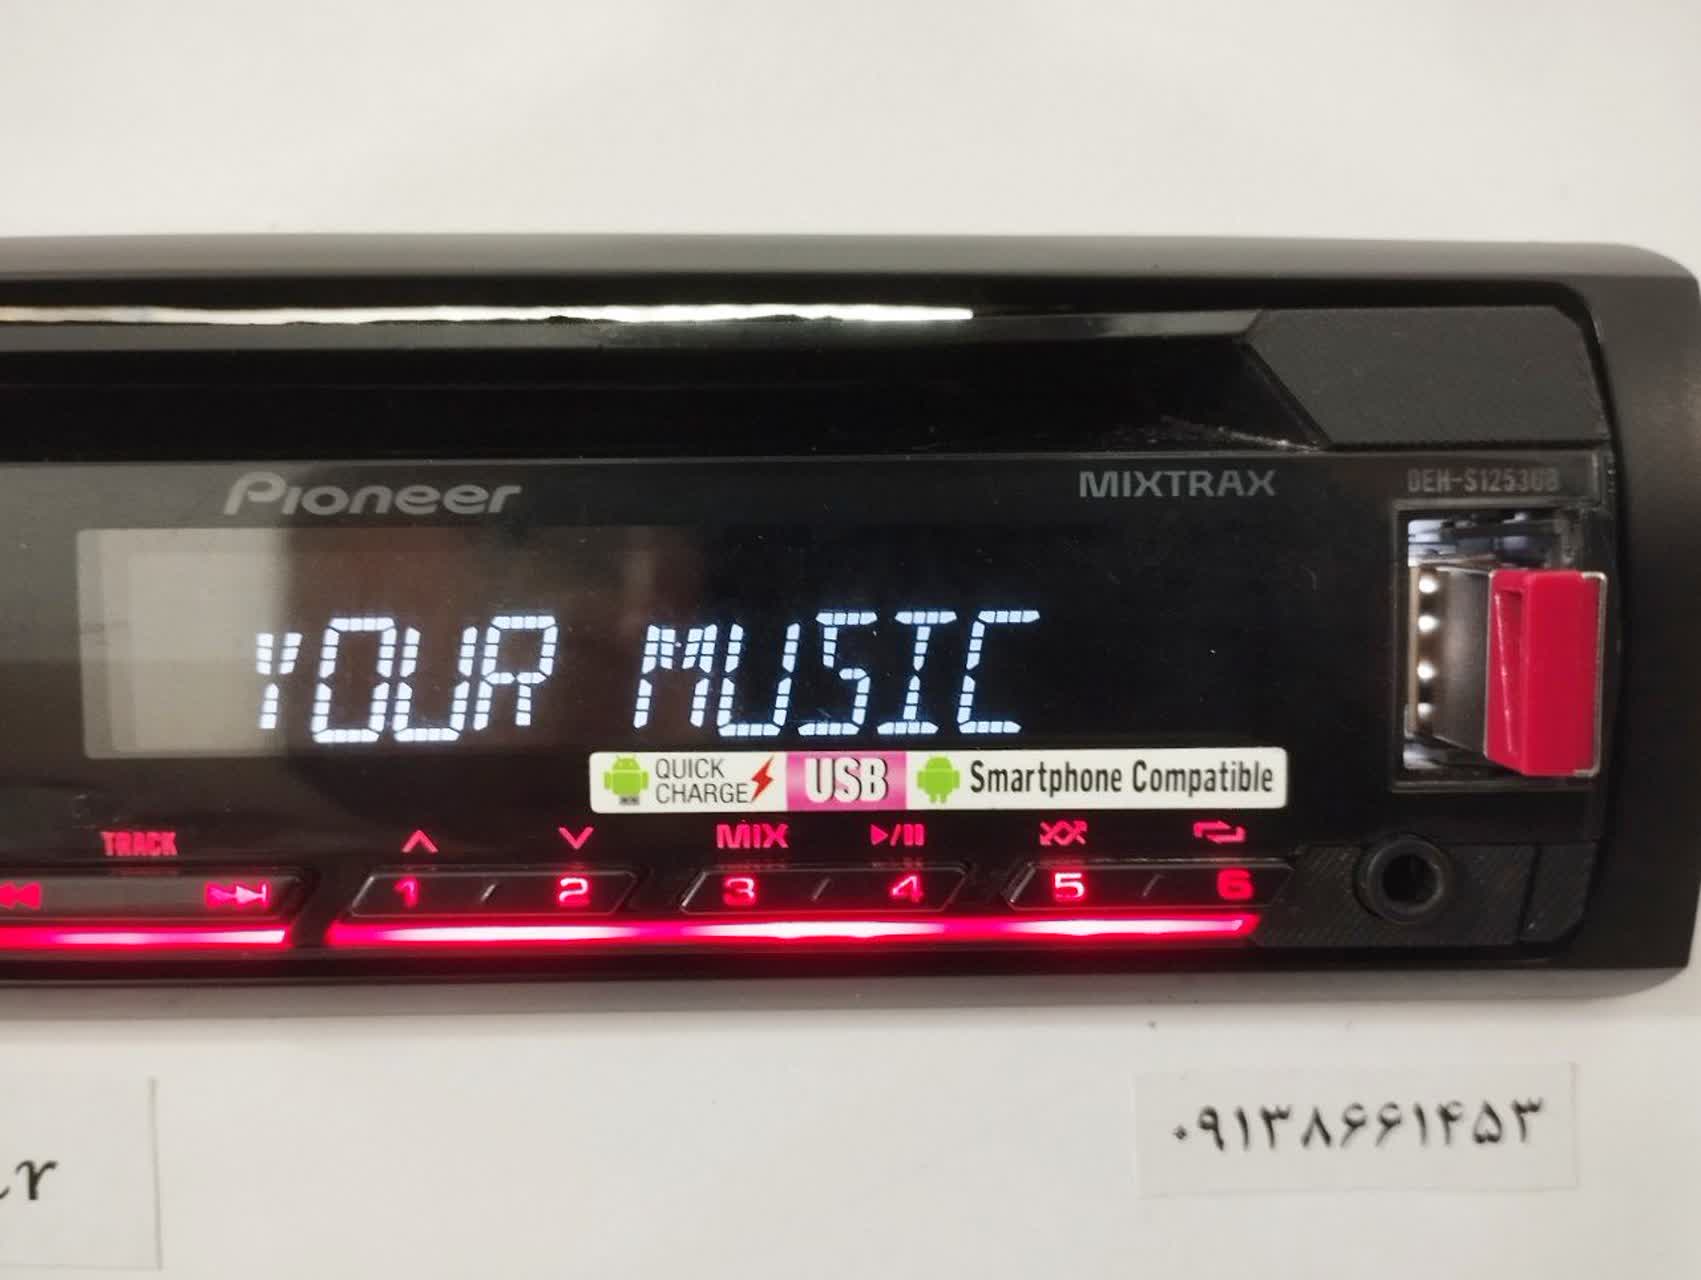 Pioneer
MIXTRAX
DEH-S1253UB
YOUR MUSIC
QUICK CHARGE
USB
Smartphone Compatible
TRACK
MIX
1 / 2
3 / 4
5 / 6
۰۹۱۳۸۶۶۱۴۵۳